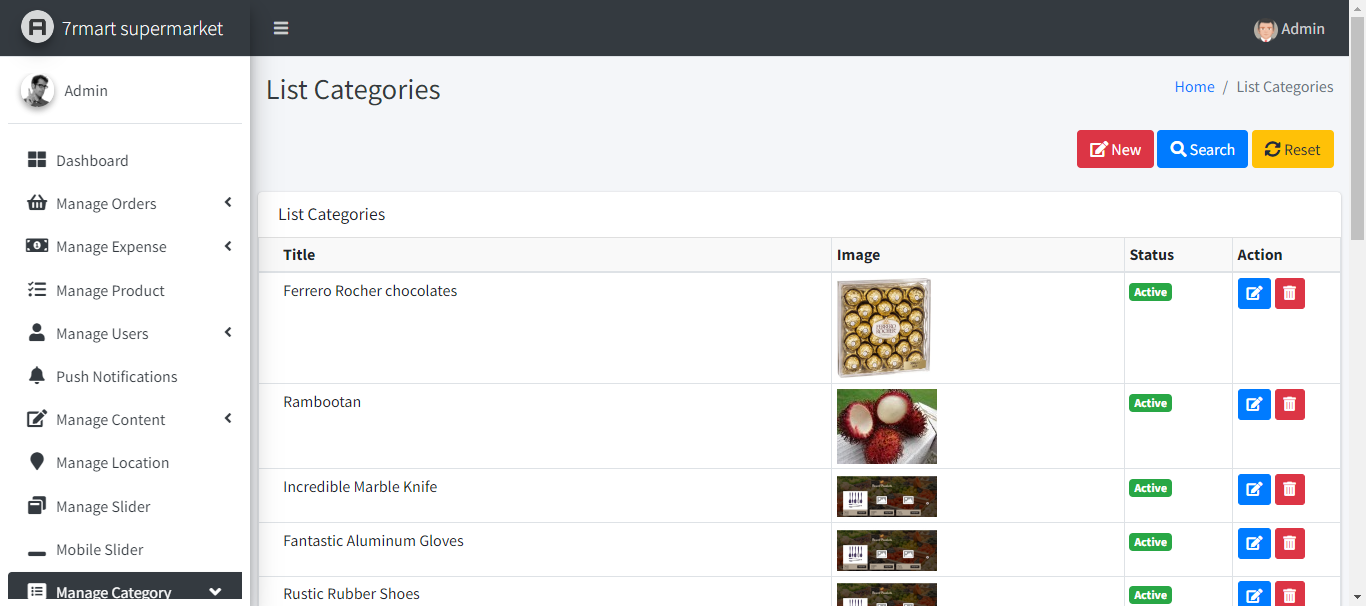 7rmart supermarket
Admin
Admin
Dashboard
Manage Orders
Manage Expense
Manage Product
Manage Users
Push Notifications
Manage Content
Manage Location
Manage Slider
Mobile Slider
Manage Category
List Categories
Home / List Categories
New Search Reset
List Categories
Title Image Status Action
Ferrero Rocher chocolates Active
FERRERO
ROCHER
Rambootan Active
Incredible Marble Knife Active
Fantastic Aluminum Gloves Active
Rustic Rubber Shoes Active